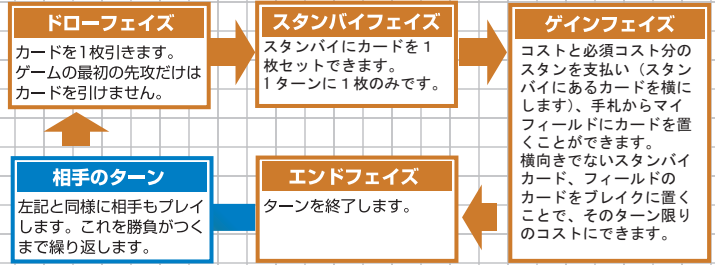 ドローフェイズ
カードを1枚引きます。
ゲームの最初の先攻だけは
カードを引けません。
スタンバイフェイズ
スタンバイにカードを１
枚セットできます。
１ターンに１枚のみです。
ゲインフェイズ
コストと必須コスト分の
スタンを支払い（スタン
バイにあるカードを横に
します）、手札からマイ
フィールドにカードを置
くことができます。
横向きでないスタンバイ
カード、フィールドの
カードをブレイクに置く
ことで、そのターン限り
のコストにできます。
エンドフェイズ
ターンを終了します。
相手のターン
左記と同様に相手もプレイ
します。これを勝負がつく
まで繰り返します。